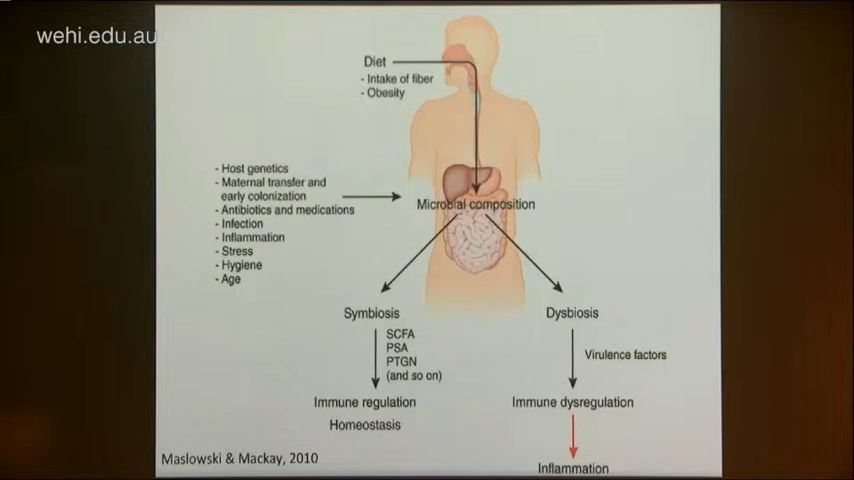 wehi.edu.au
Diet
- Intake of fiber
- Obesity
- Host genetics
- Maternal transfer and
early colonization
- Antibiotics and medications
- Infection
- Inflammation
- Stress
- Hygiene
- Age
Microbial composition
Symbiosis
Dysbiosis
SCFA
PSA
PTGN
(and so on)
Virulence factors
Immune regulation
Homeostasis
Immune dysregulation
Inflammation
Maslowski & Mackay, 2010